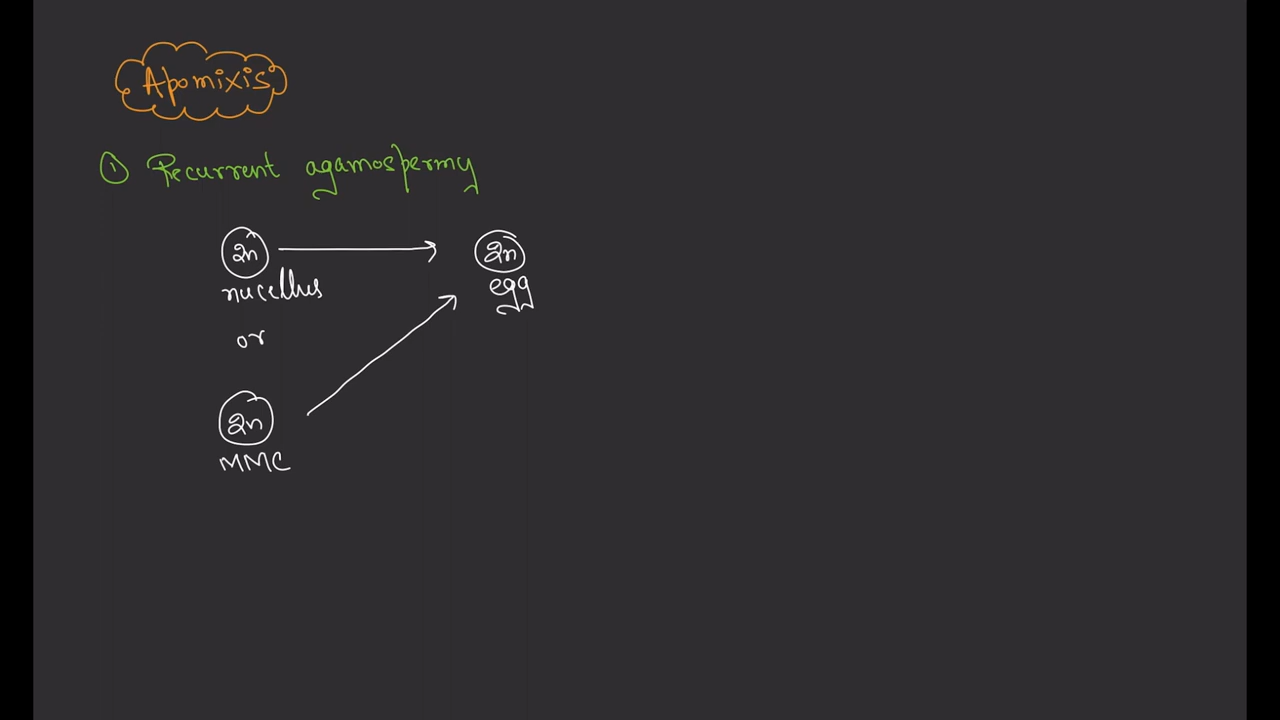 Apomixis
① Recurrent agamospermy
2n 2n
nucellus egg
or
2n
MMC